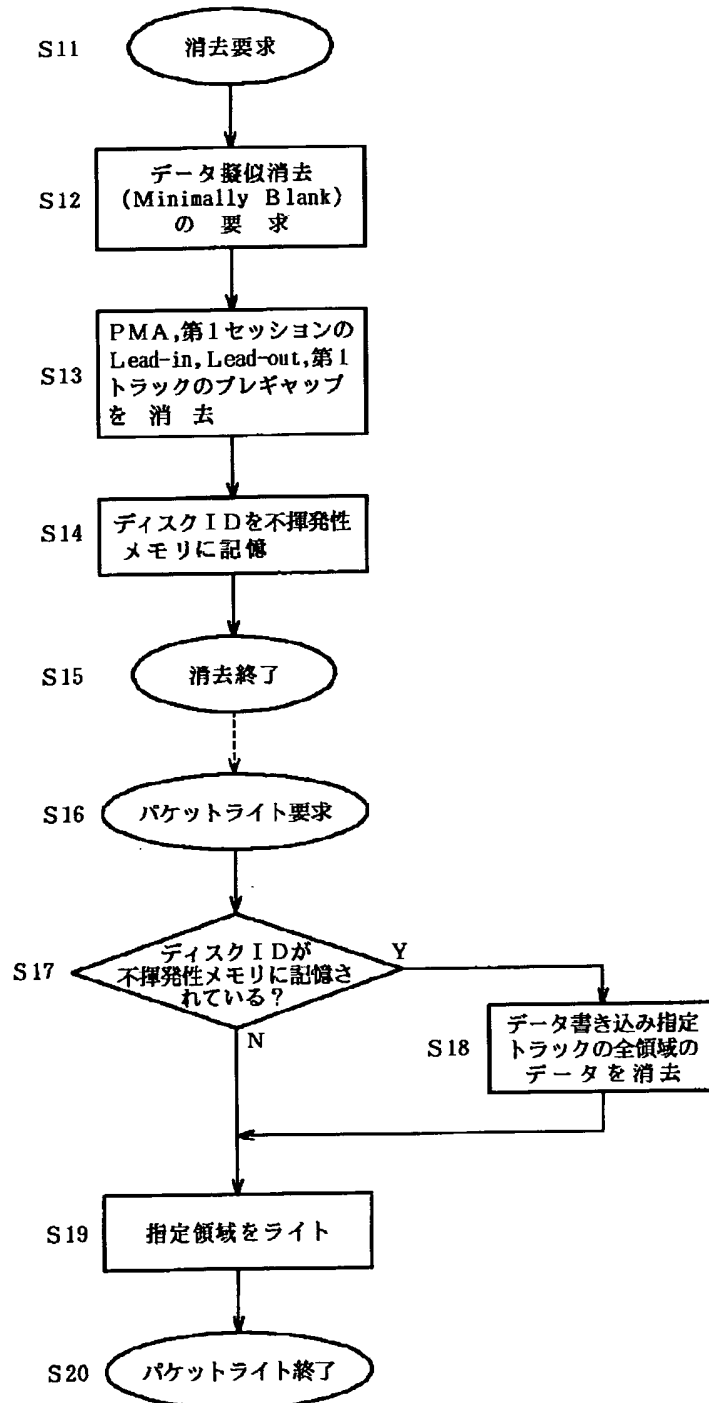 S11
消去要求
S12
データ擬似消去
(Minimally Blank)
の 要 求
S13
PMA,第1セッションの
Lead-in,Lead-out,第1
トラックのプレギャップ
を 消 去
S14
ディスクIDを不揮発性
メモリに記憶
S15
消去終了
S16
パケットライト要求
S17
ディスクIDが
不揮発性メモリに記憶さ
れている?
Y
N
S18
データ書き込み指定
トラックの全領域の
データを消去
S19
指定領域をライト
S20
パケットライト終了